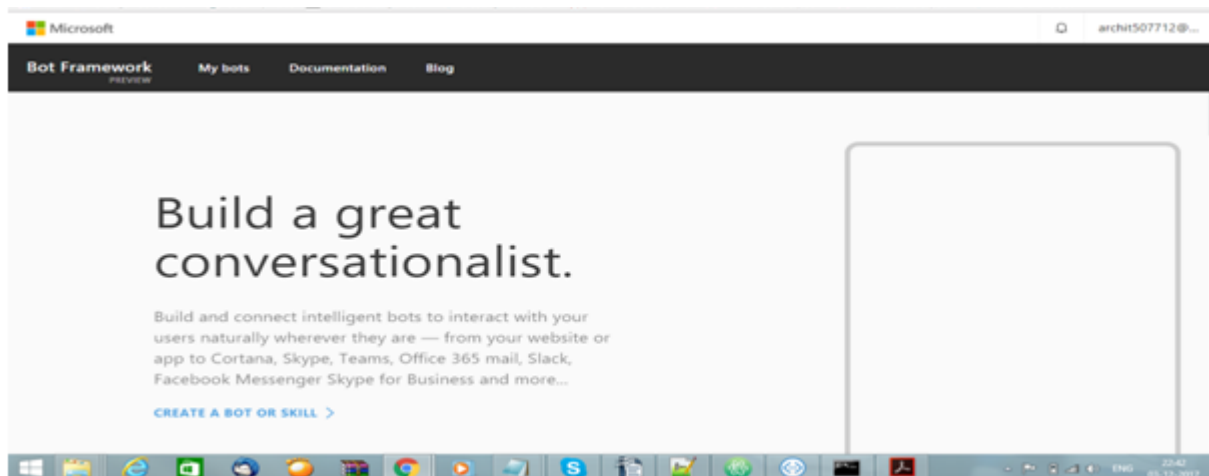 Microsoft
archit507712@...
Bot Framework
PREVIEW
My bots
Documentation
Blog
Build a great
conversationalist.
Build and connect intelligent bots to interact with your
users naturally wherever they are — from your website or
app to Cortana, Skype, Teams, Office 365 mail, Slack,
Facebook Messenger Skype for Business and more...
CREATE A BOT OR SKILL >
ENG
22:42